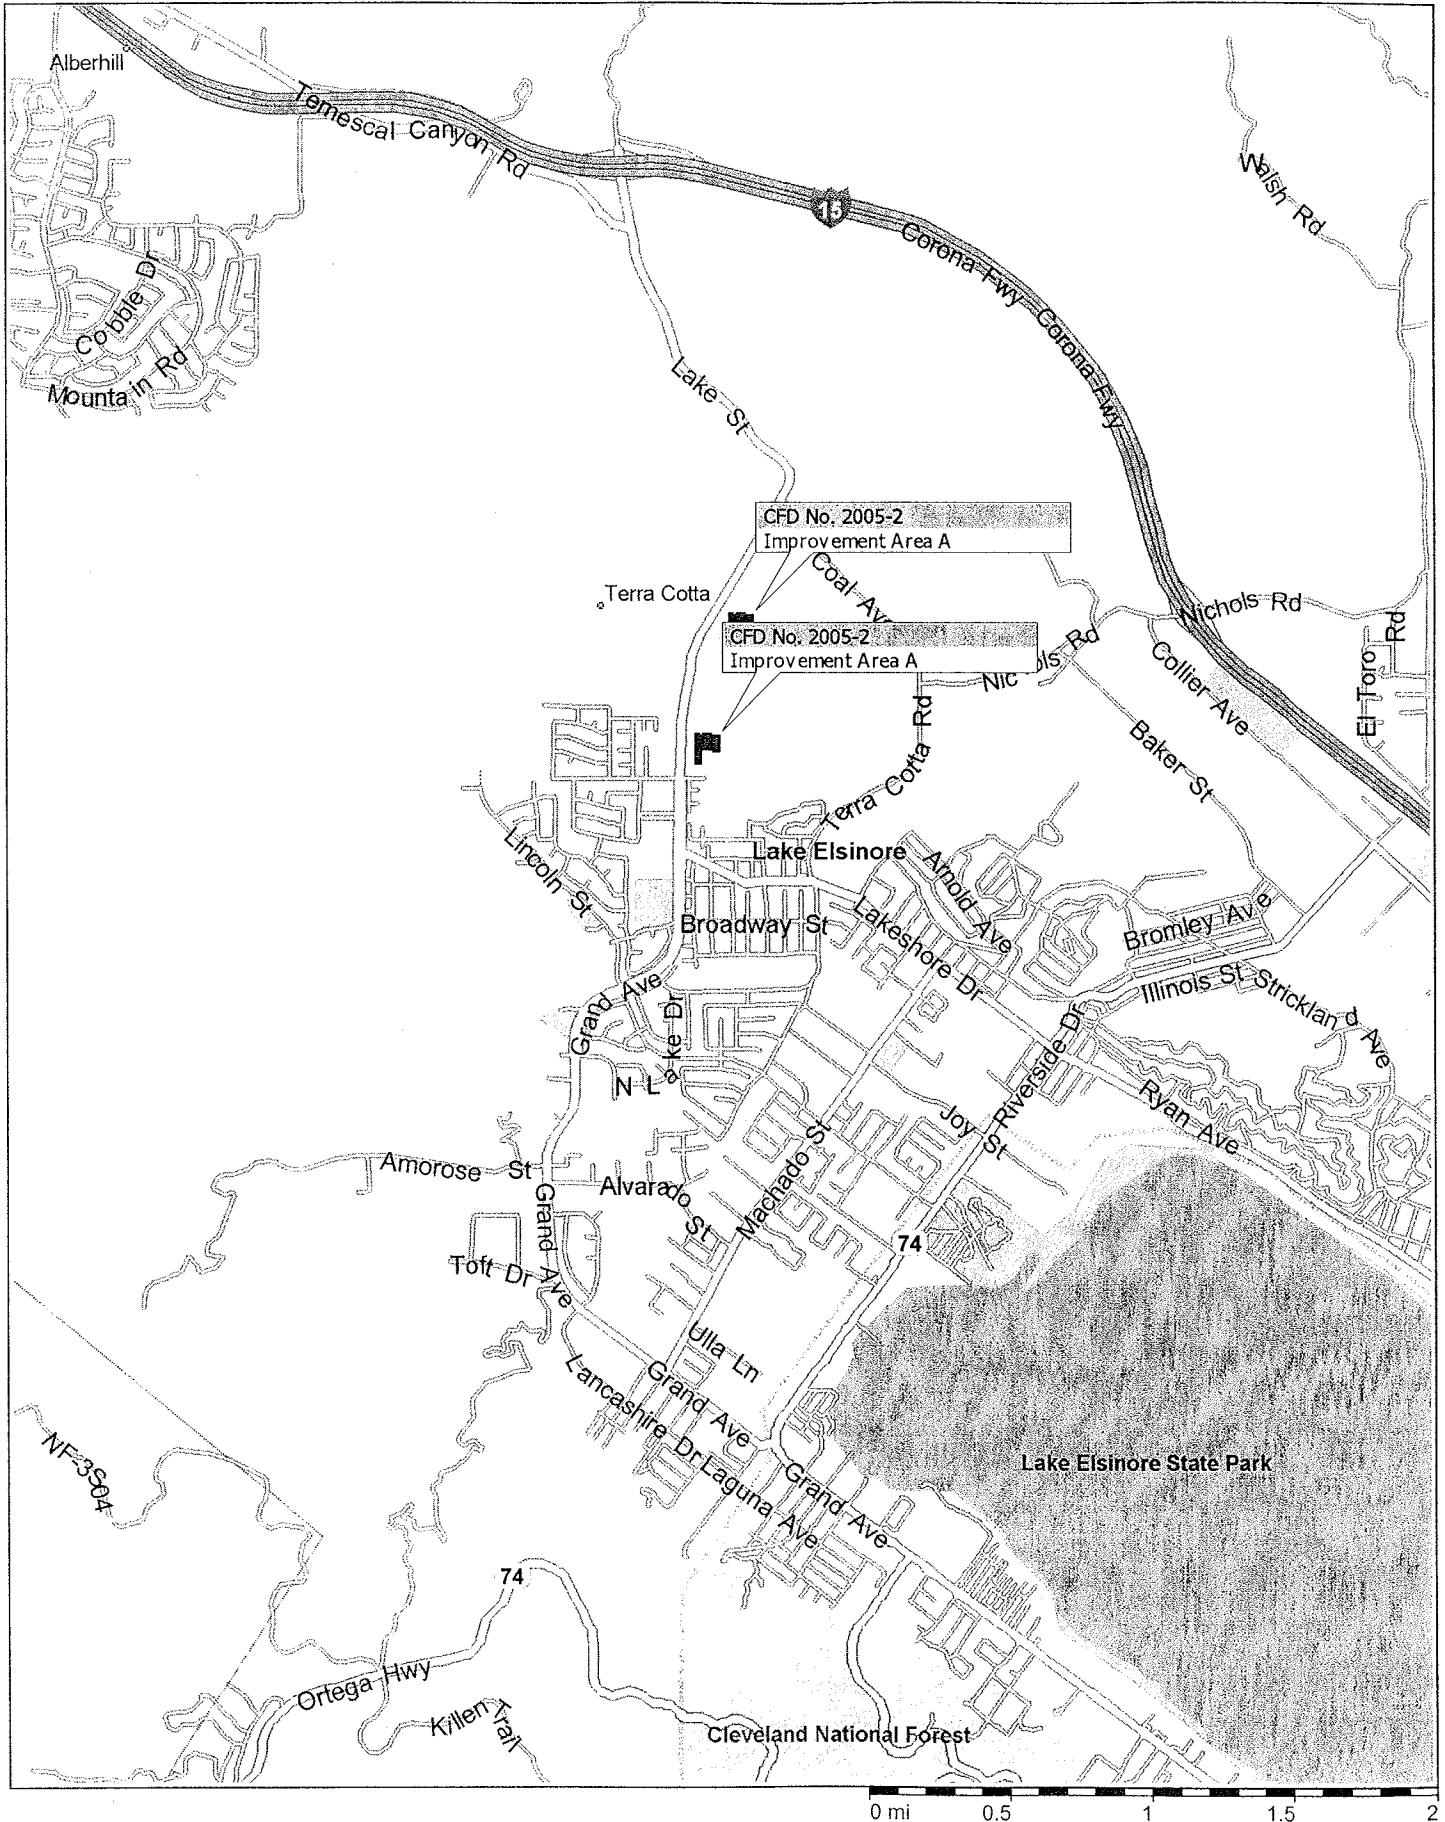 Alberhill
Temescal Canyon Rd
15
Walsh Rd
Corona Fwy
Corona Fwy
Cobble Dr
Mountain Rd
Lake St
CFD No. 2005-2
Improvement Area A
Coal Ave
Terra Cotta
CFD No. 2005-2
Improvement Area A
Nichols Rd
Nichols Rd
Collier Ave
El Toro Rd
Terra Cotta Rd
Baker St
Lincoln St
Lake Elsinore
Arnold Ave
Broadway St
Lakeshore Dr
Bromley Ave
Illinois St
Strickland Ave
Grand Ave
N Lake Dr
Riverside Dr
Ryan Ave
Joy St
Machado St
Amorose St
Alvarado St
Grand Ave
74
Toft Dr
Ulla Ln
Lancashire Dr
Grand Ave
Lake Elsinore State Park
NF-3S04
Laguna Ave
Grand Ave
74
Ortega Hwy
Killen Trail
Cleveland National Forest
0 mi 0.5 1 1.5 2